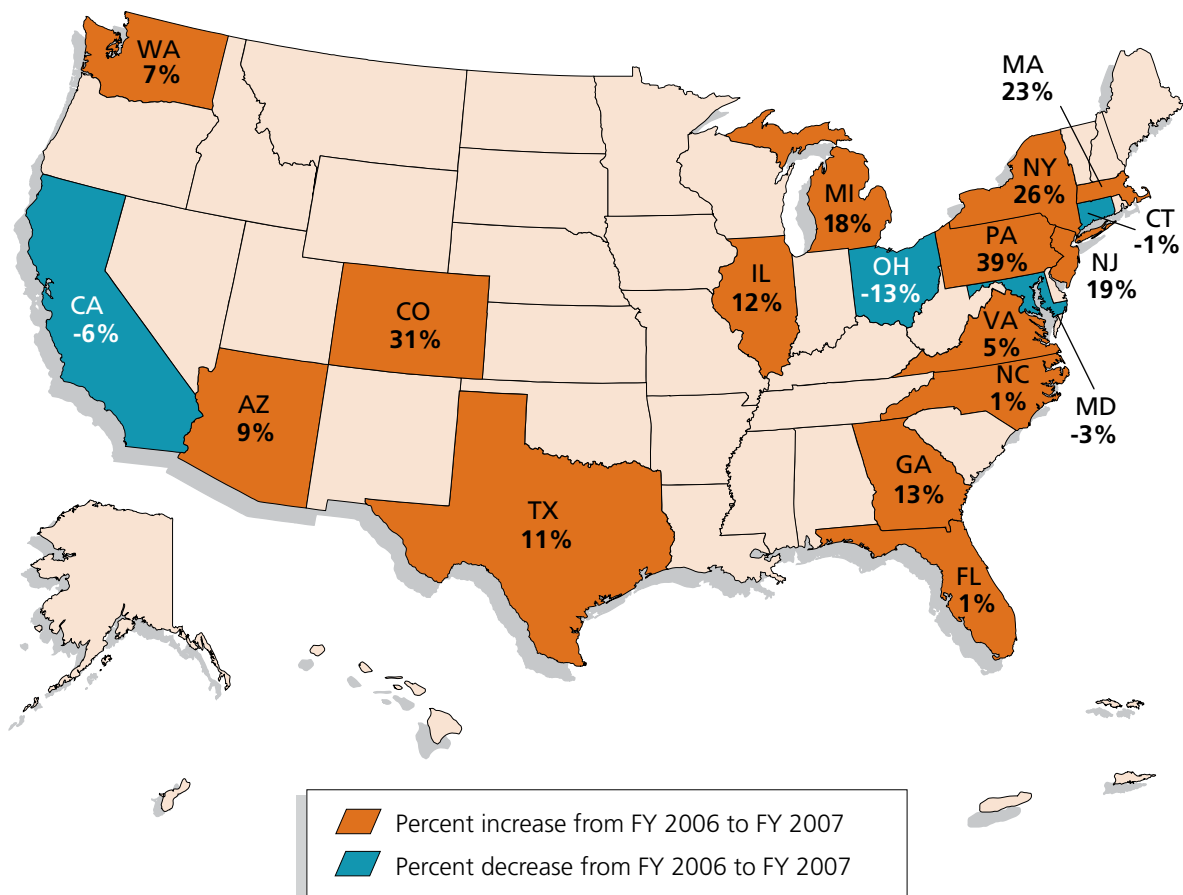 WA
7%
MA
23%
NY
26%
MI
18%
CT
-1%
PA
39%
NJ
19%
OH
-13%
IL
12%
CA
-6%
CO
31%
VA
5%
NC
1%
MD
-3%
AZ
9%
GA
13%
TX
11%
FL
1%
Percent increase from FY 2006 to FY 2007
Percent decrease from FY 2006 to FY 2007